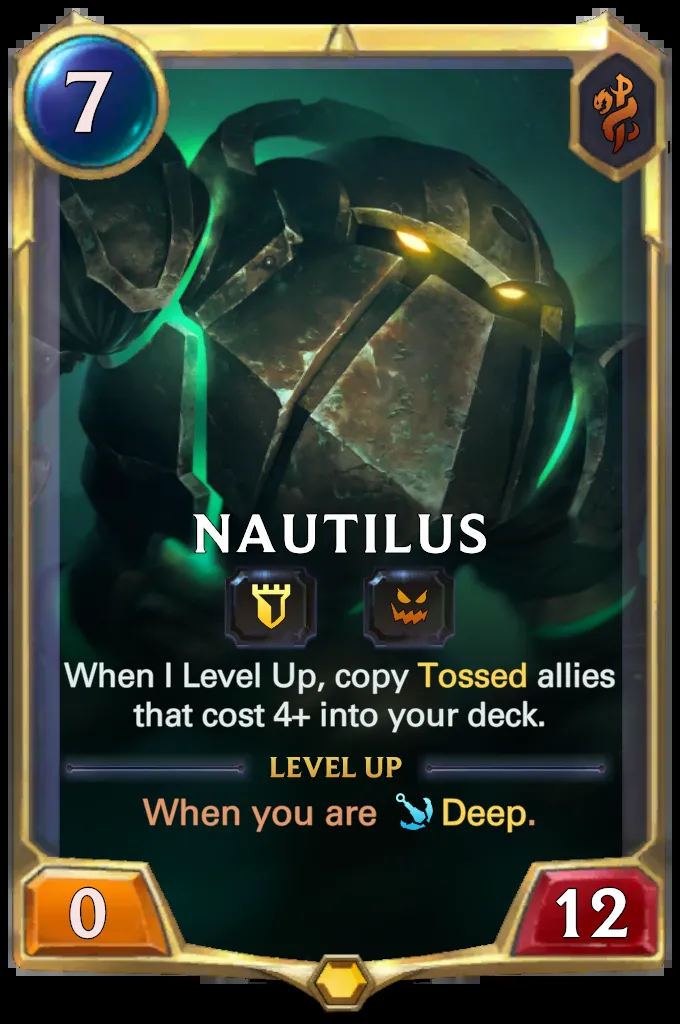 7
NAUTILUS
When I Level Up, copy Tossed allies
that cost 4+ into your deck.
LEVEL UP
When you are Deep.
0
12